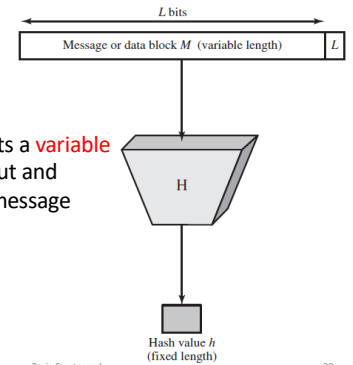 L bits
Message or data block M (variable length) L
ts a variable
ut and
message
H
Hash value h
(fixed length)